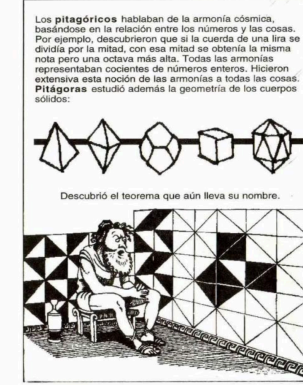 Los pitagóricos hablaban de la armonía cósmica,
basándose en la relación entre los números y las cosas.
Por ejemplo, descubrieron que si la cuerda de una lira se
dividía por la mitad, con esa mitad se obtenía la misma
nota pero una octava más alta. Todas las armonías
representaban cocientes de números enteros. Hicieron
extensiva esta noción de las armonías a todas las cosas.
Pitágoras estudió además la geometría de los cuerpos
sólidos:
Descubrió el teorema que aún lleva su nombre.